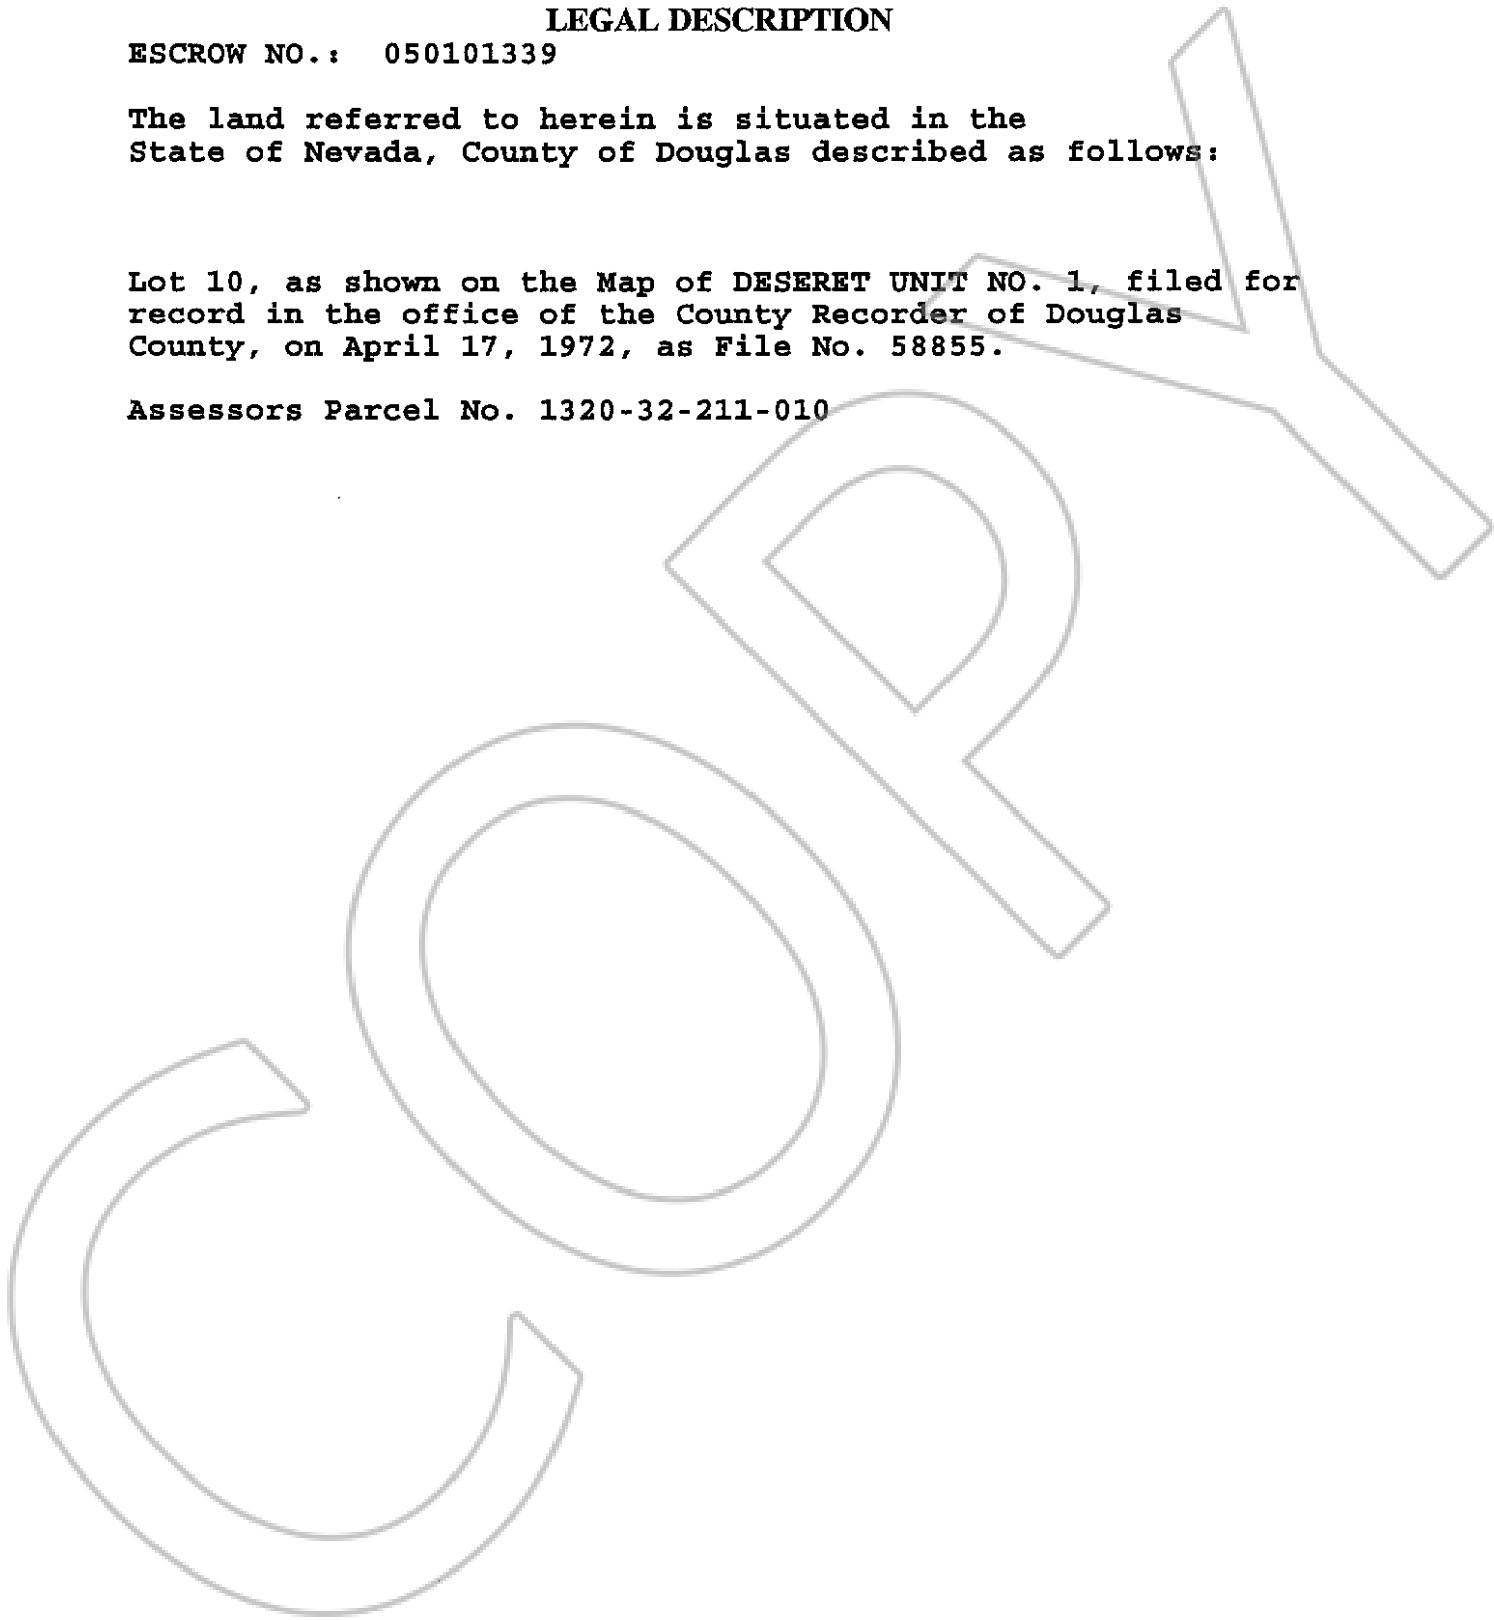 LEGAL DESCRIPTION
ESCROW NO.: 050101339
The land referred to herein is situated in the
State of Nevada, County of Douglas described as follows:
Lot 10, as shown on the Map of DESERET UNIT NO. 1, filed for
record in the office of the County Recorder of Douglas
County, on April 17, 1972, as File No. 58855.
Assessors Parcel No. 1320-32-211-010
COPY